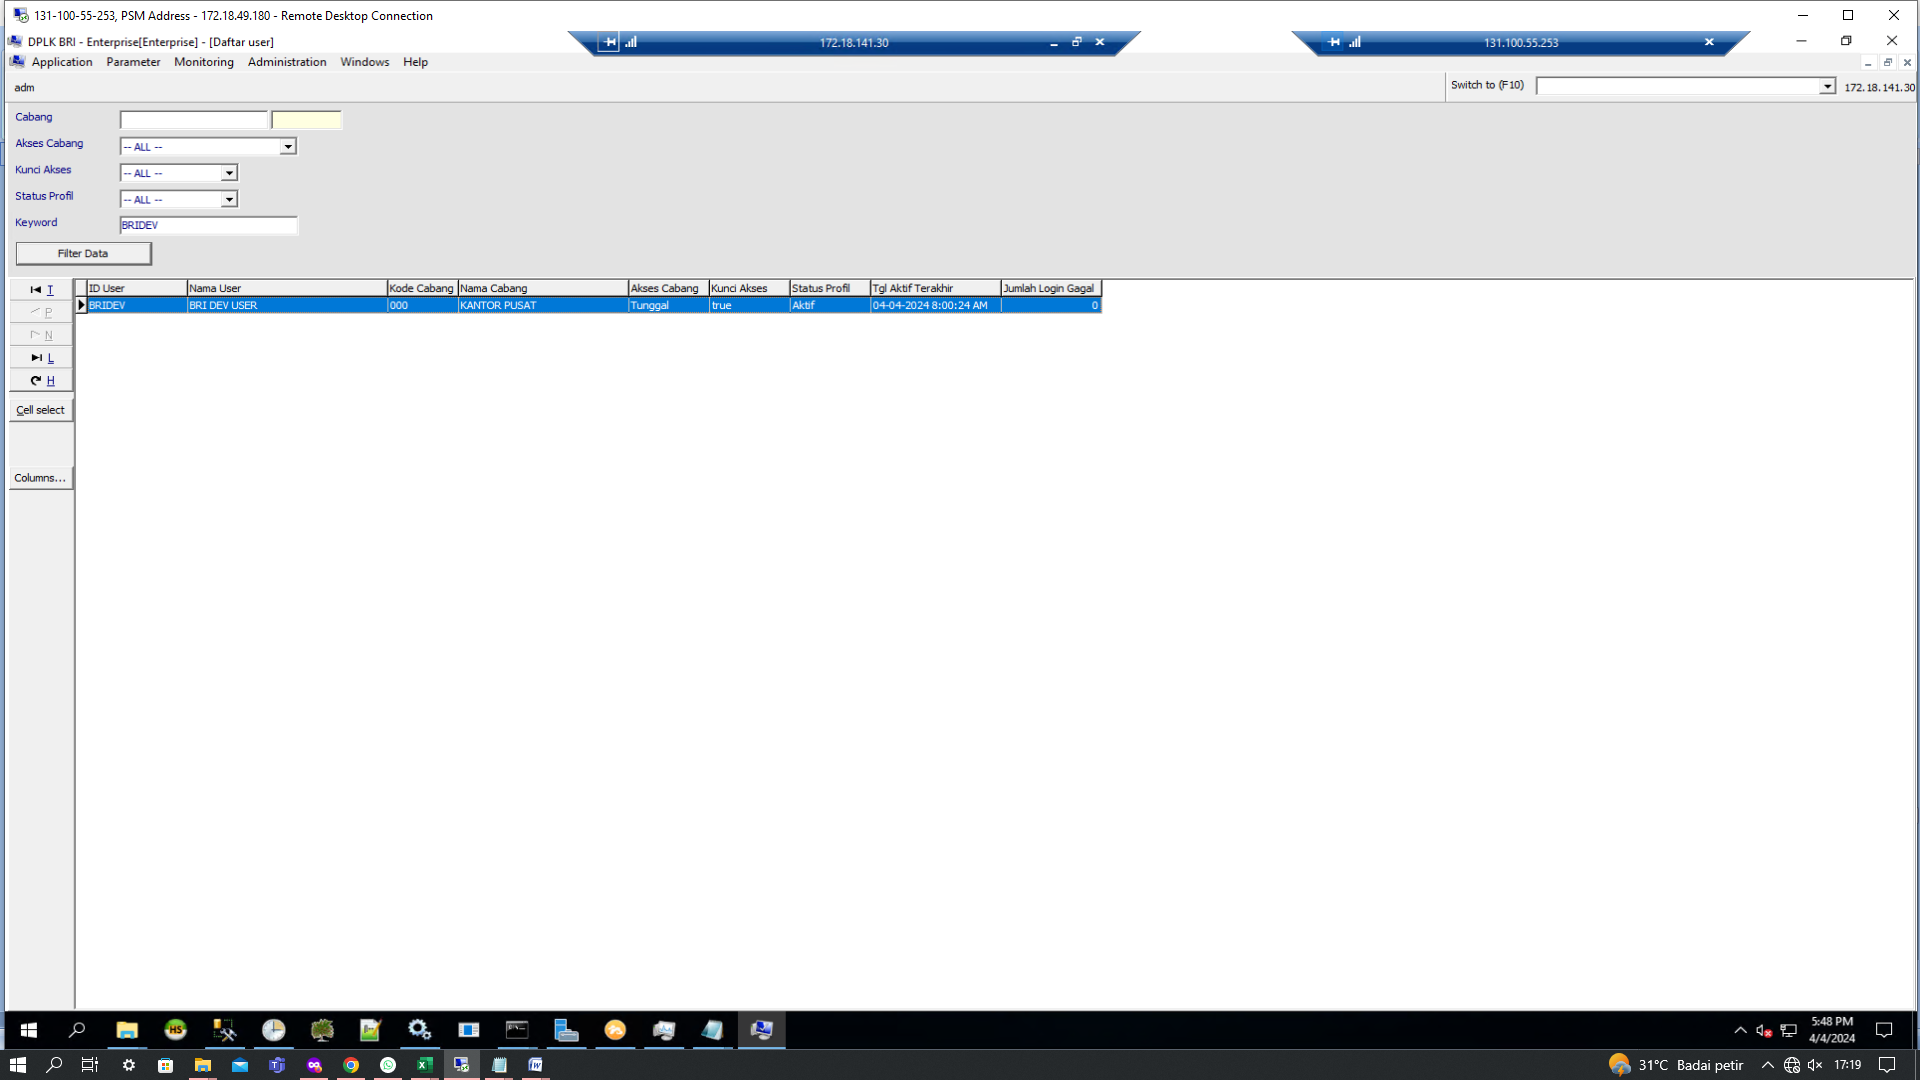 131-100-55-253, PSM Address - 172.18.49.180 - Remote Desktop Connection
DPLK BRI - Enterprise[Enterprise] - [Daftar user]
172.18.141.30
131.100.55.253
Application Parameter Monitoring Administration Windows Help
adm
Switch to (F10)
172.18.141.30
Cabang
Akses Cabang
-- ALL --
Kunci Akses
-- ALL --
Status Profil
-- ALL --
Keyword
BRIDEV
Filter Data
ID User Nama User Kode Cabang Nama Cabang Akses Cabang Kunci Akses Status Profil Tgl Aktif Terakhir Jumlah Login Gagal
BRIDEV BRI DEV USER 000 KANTOR PUSAT Tunggal true Aktif 04-04-2024 8:00:24 AM 0
T
P
N
L
H
Cell select
Columns...
HS
5:48 PM
4/4/2024
31°C Badai petir
17:19